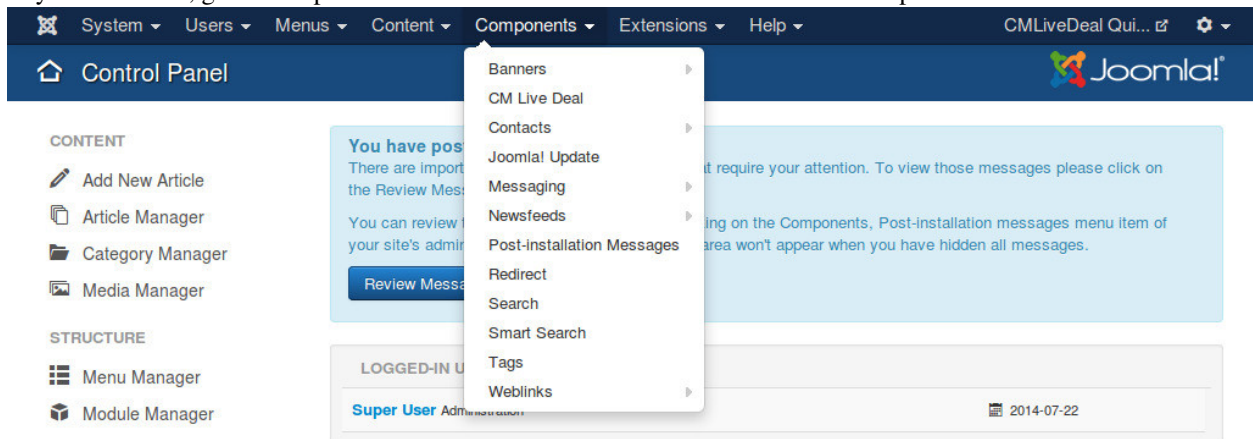 System Users Menus Content Components Extensions Help CMLiveDeal Qui...
Control Panel Joomla!®
CONTENT
Add New Article
Article Manager
Category Manager
Media Manager
STRUCTURE
Menu Manager
Module Manager
Banners
CM Live Deal
Contacts
Joomla! Update
Messaging
Newsfeeds
Post-installation Messages
Redirect
Search
Smart Search
Tags
Weblinks
You have pos
There are import t require your attention. To view those messages please click on
the Review Mes
You can review ing on the Components, Post-installation messages menu item of
your site's admi area won't appear when you have hidden all messages.
Review Messa
LOGGED-IN U
Super User 2014-07-22